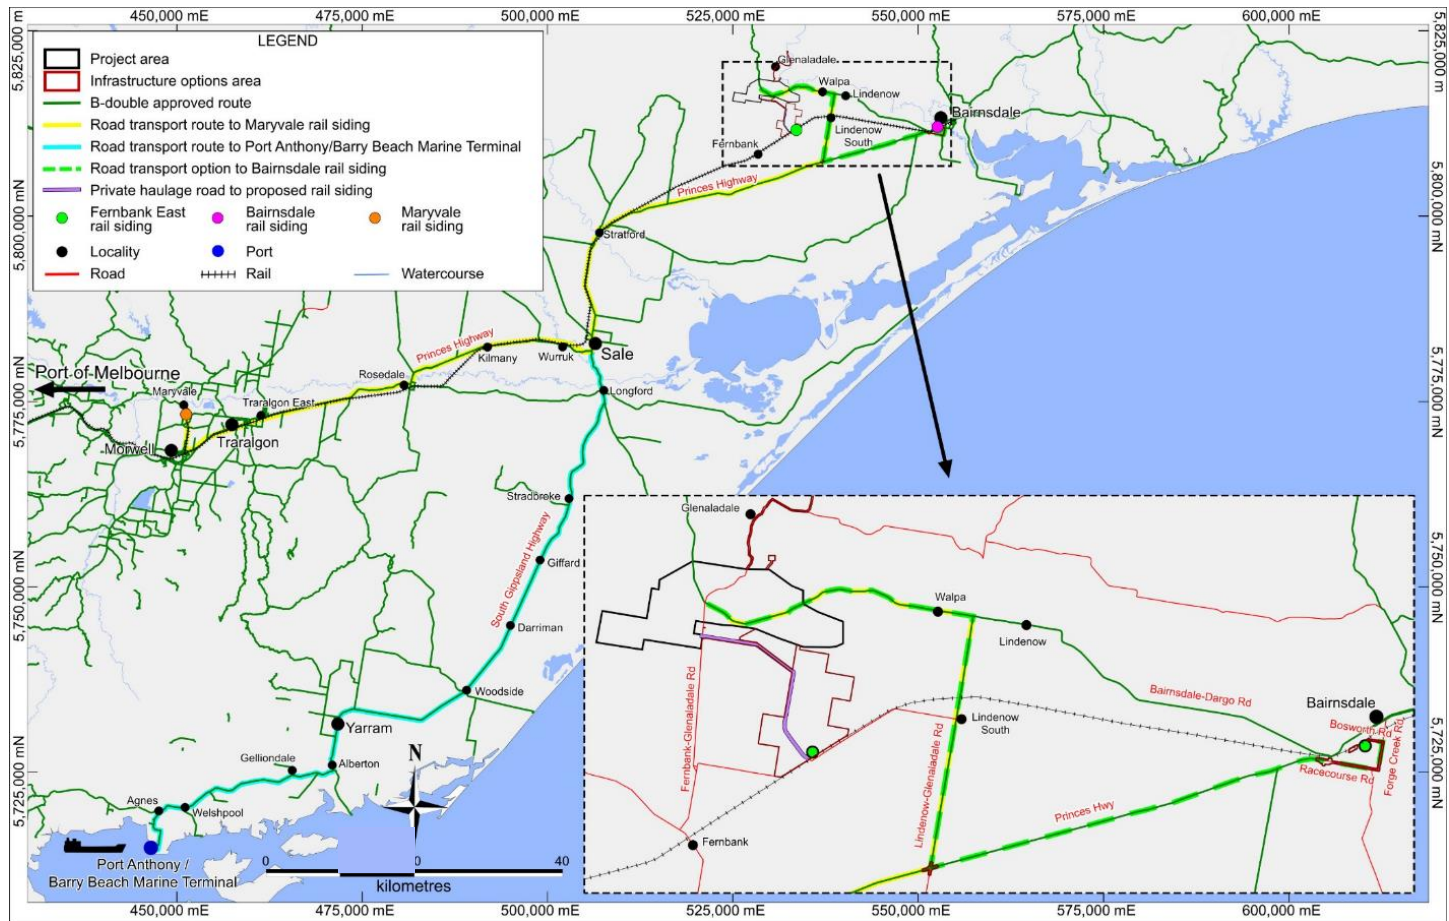 450,000 mE
475,000 mE
500,000 mE
525,000 mE
550,000 mE
575,000 mE
600,000 mE
5,825,000 m
5,825,000 m
LEGEND
Project area
Infrastructure options area
B-double approved route
Road transport route to Maryvale rail siding
Road transport route to Port Anthony/Barry Beach Marine Terminal
Road transport option to Bairnsdale rail siding
Private haulage road to proposed rail siding
Fernbank East
rail siding
Bairnsdale
rail siding
Maryvale
rail siding
Locality
Port
Road
Rail
Watercourse
Glenaladale
Walpa
Lindenow
Bairnsdale
Lindenow
South
Fernbank
Princes Highway
Stratford
5,800,000 mN
5,800,000 mN
Princes Highway
Kilmany
Wurruk
Sale
Rosedale
Longford
Port of Melbourne
Maryvale
Traralgon East
Traralgon
Morwell
5,775,000 mN
5,775,000 mN
Stradbroke
South Gippsland Highway
Giffard
Darriman
Woodside
Yarram
Alberton
Gelliondale
Agnes
Welshpool
Port Anthony /
Barry Beach Marine Terminal
5,750,000 mN
5,750,000 mN
5,725,000 mN
5,725,000 mN
N
0
0
40
kilometres
Glenaladale
Walpa
Lindenow
Bairnsdale-Dargo Rd
Bairnsdale
Bosworth Rd
Racecourse Rd
Forge Creek Rd
Lindenow
South
Fernbank-Glenaladale Rd
Lindenow-Glenaladale Rd
Princes Hwy
Fernbank
450,000 mE
475,000 mE
500,000 mE
525,000 mE
550,000 mE
575,000 mE
600,000 mE